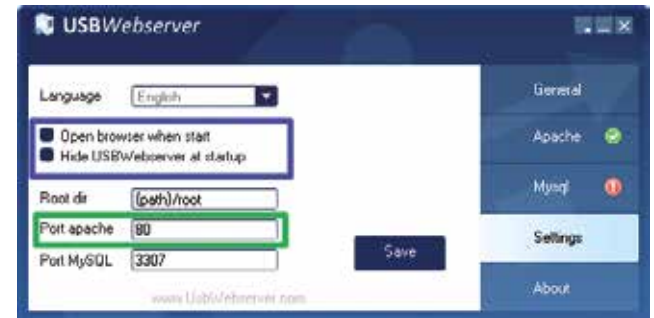 USBWebserver
Language English
Open browser when start
Hide USBWebserver at startup
Root dir {path}/root
Port apache 80
Port MySQL 3307
Save
www.UsbWebserver.com
General
Apache
Mysql
Settings
About